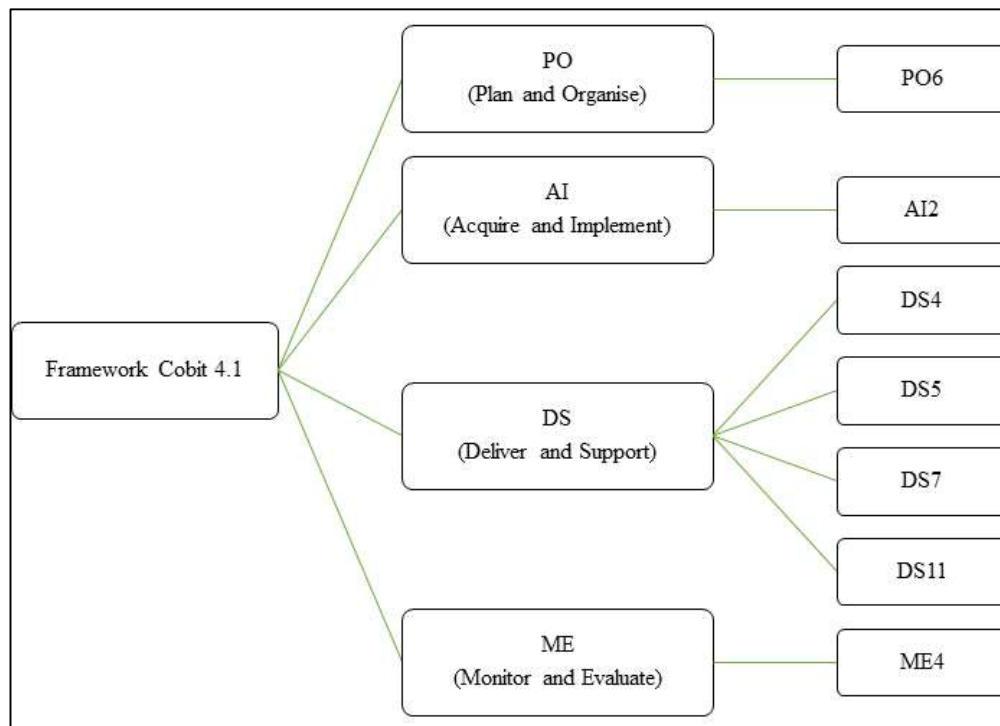 Framework Cobit 4.1
PO
(Plan and Organise)
PO6
AI
(Acquire and Implement)
AI2
DS
(Deliver and Support)
DS4
DS5
DS7
DS11
ME
(Monitor and Evaluate)
ME4